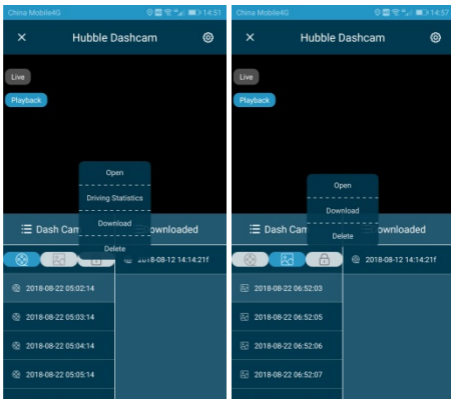 China Mobile4G 14:51
Hubble Dashcam
Live
Playback
Open
Driving Statistics
Download
Delete
Dash Cam
ownloaded
2018-08-12 14:14:21f
2018-08-22 05:02:14
2018-08-22 05:03:14
2018-08-22 05:04:14
2018-08-22 05:05:14
China Mobile4G 14:57
Hubble Dashcam
Live
Playback
Open
Download
Delete
Dash Cam
ownloaded
2018-08-12 14:14:21f
2018-08-22 06:52:03
2018-08-22 06:52:05
2018-08-22 06:52:06
2018-08-22 06:52:07